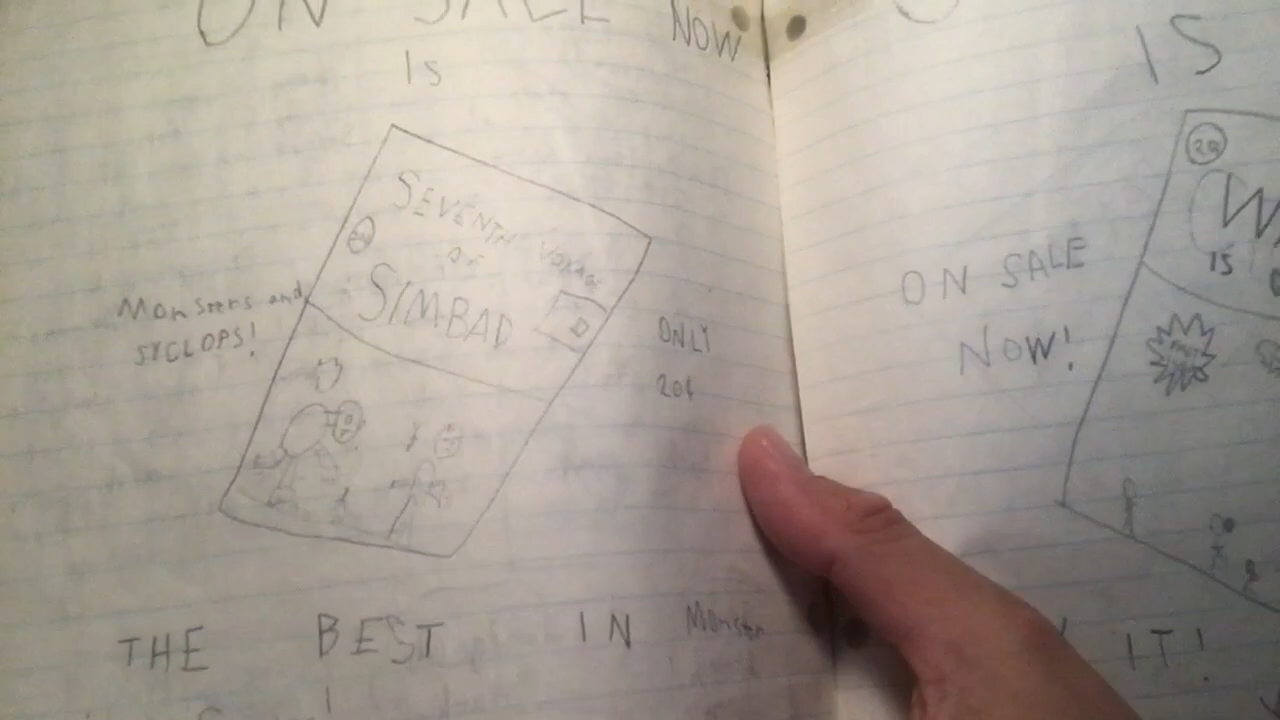 ON SALE NOW
IS
SEVENTH VOYAGE
OF
SIMBAD
Monsters and
SYCLOPS!
ONLY
20¢
THE BEST IN Monster
IS
20
IS
ON SALE
NOW!
IT!